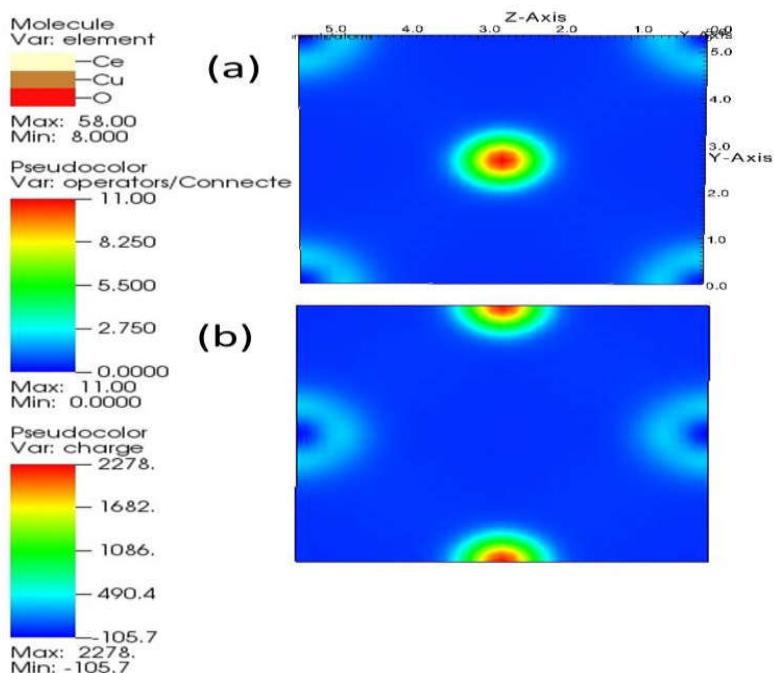 Molecule
Var: element
Ce
Cu
O
Max: 58.00
Min: 8.000
Pseudocolor
Var: operators/Connecte
11.00
8.250
5.500
2.750
0.0000
Max: 11.00
Min: 0.0000
Pseudocolor
Var: charge
2278.
1682.
1086.
490.4
-105.7
Max: 2278.
Min: -105.7
(a)
Z-Axis
5.0 4.0 3.0 2.0 1.0 0.0
Y-Axis
5.0
4.0
3.0
Y-Axis
2.0
1.0
0.0
(b)